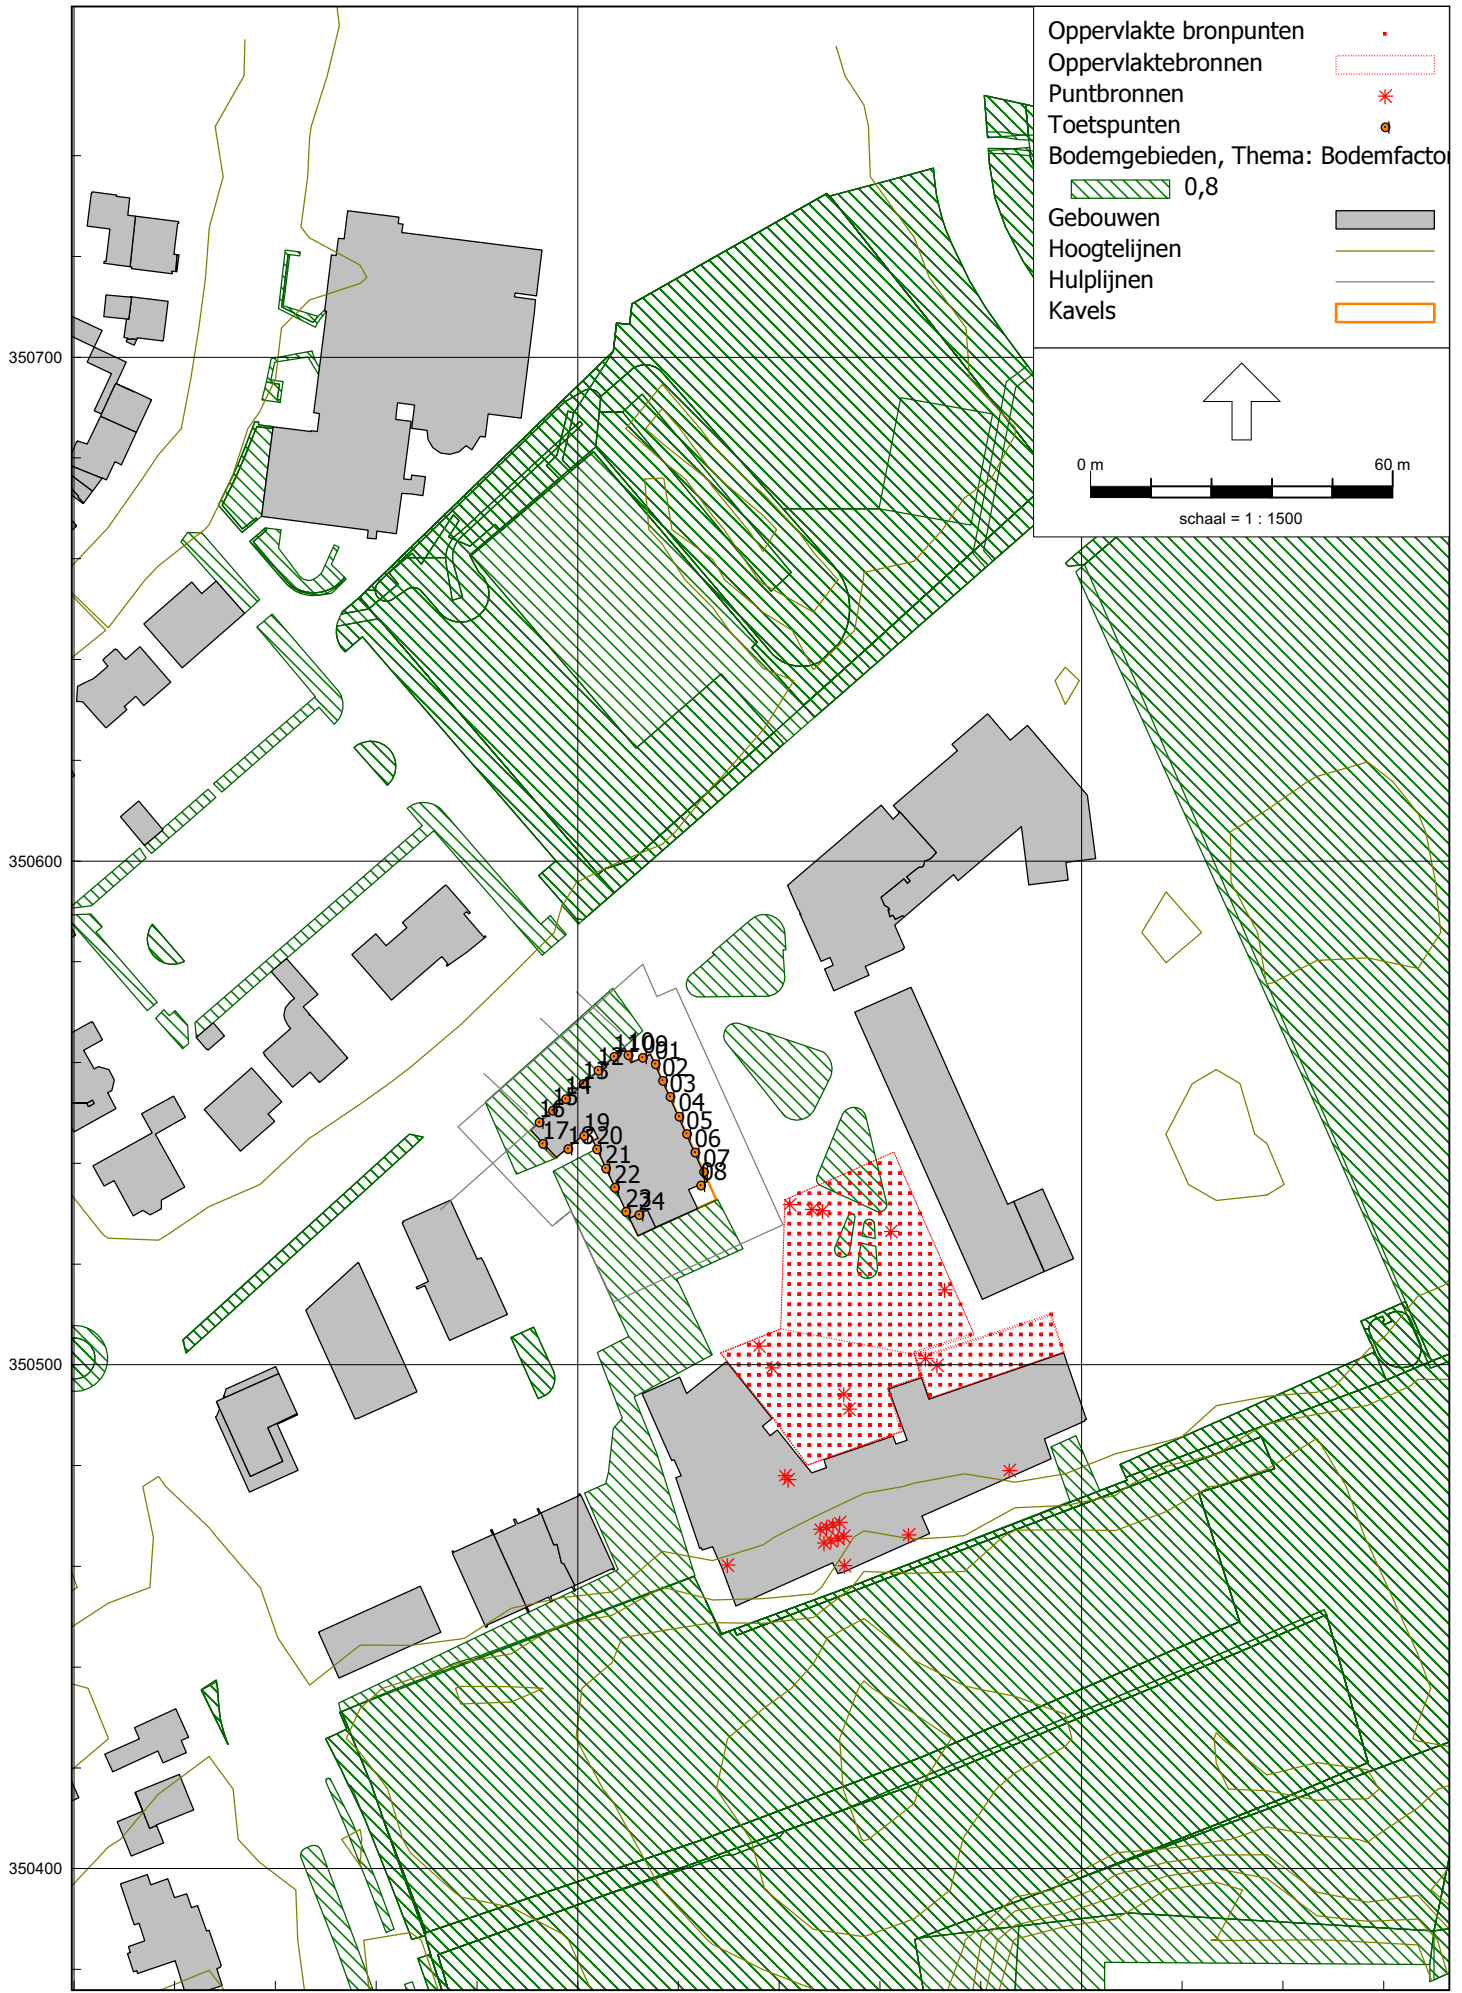 Oppervlakte bronpunten
Oppervlaktebronnen
Puntbronnen
Toetspunten
Bodemgebieden, Thema: Bodemfactor
0,8
Gebouwen
Hoogtelijnen
Hulplijnen
Kavels
0 m 60 m
schaal = 1 : 1500
350700
350600
350500
350400
01
02
03
04
05
06
07
08
09
10
11
12
13
14
15
16
17
18
19
20
21
22
23
24